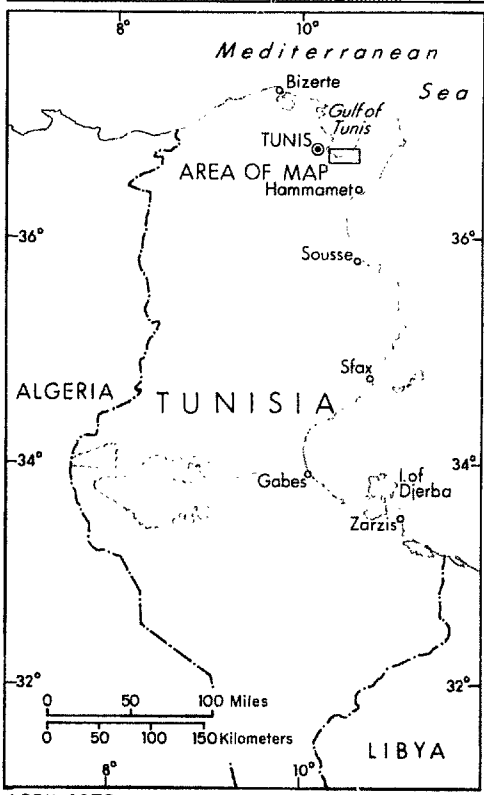 8° 10°
Mediterranean
Sea
Bizerte
Gulf of
Tunis
TUNIS
AREA OF MAP
Hammamet
36° 36°
Sousse
Sfax
ALGERIA
TUNISIA
34° 34°
Gabes
I. of
Djerba
Zarzis
32° 32°
0 50 100 Miles
0 50 100 150 Kilometers
LIBYA
8° 10°